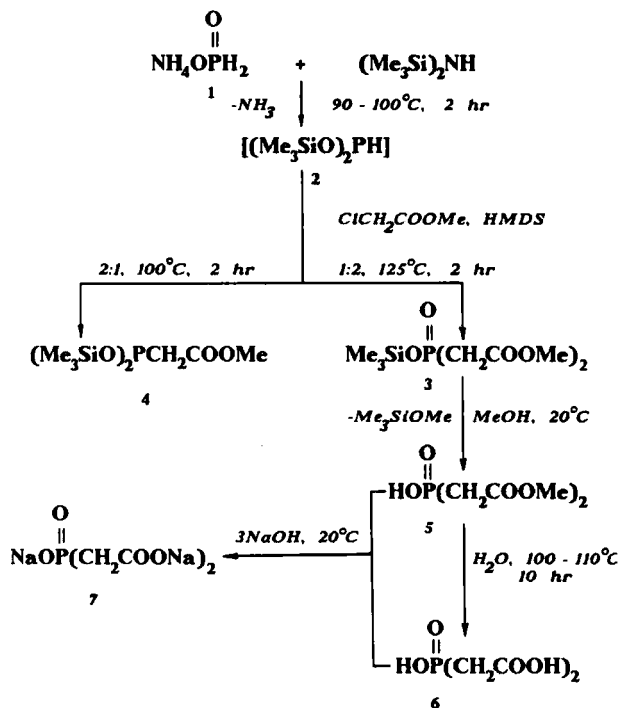 O
||
NH₄OPH₂ + (Me₃Si)₂NH
1
-NH₃ 90 - 100°C, 2 hr
[(Me₃SiO)₂PH]
2
ClCH₂COOMe, HMDS
2:1, 100°C, 2 hr 1:2, 125°C, 2 hr
O
||
(Me₃SiO)₂PCH₂COOMe Me₃SiOP(CH₂COOMe)₂
4 3
-Me₃SiOMe MeOH, 20°C
O
||
HOP(CH₂COOMe)₂
5
O
||
3NaOH, 20°C
NaOP(CH₂COONa)₂
7
H₂O, 100 - 110°C
10 hr
O
||
HOP(CH₂COOH)₂
6